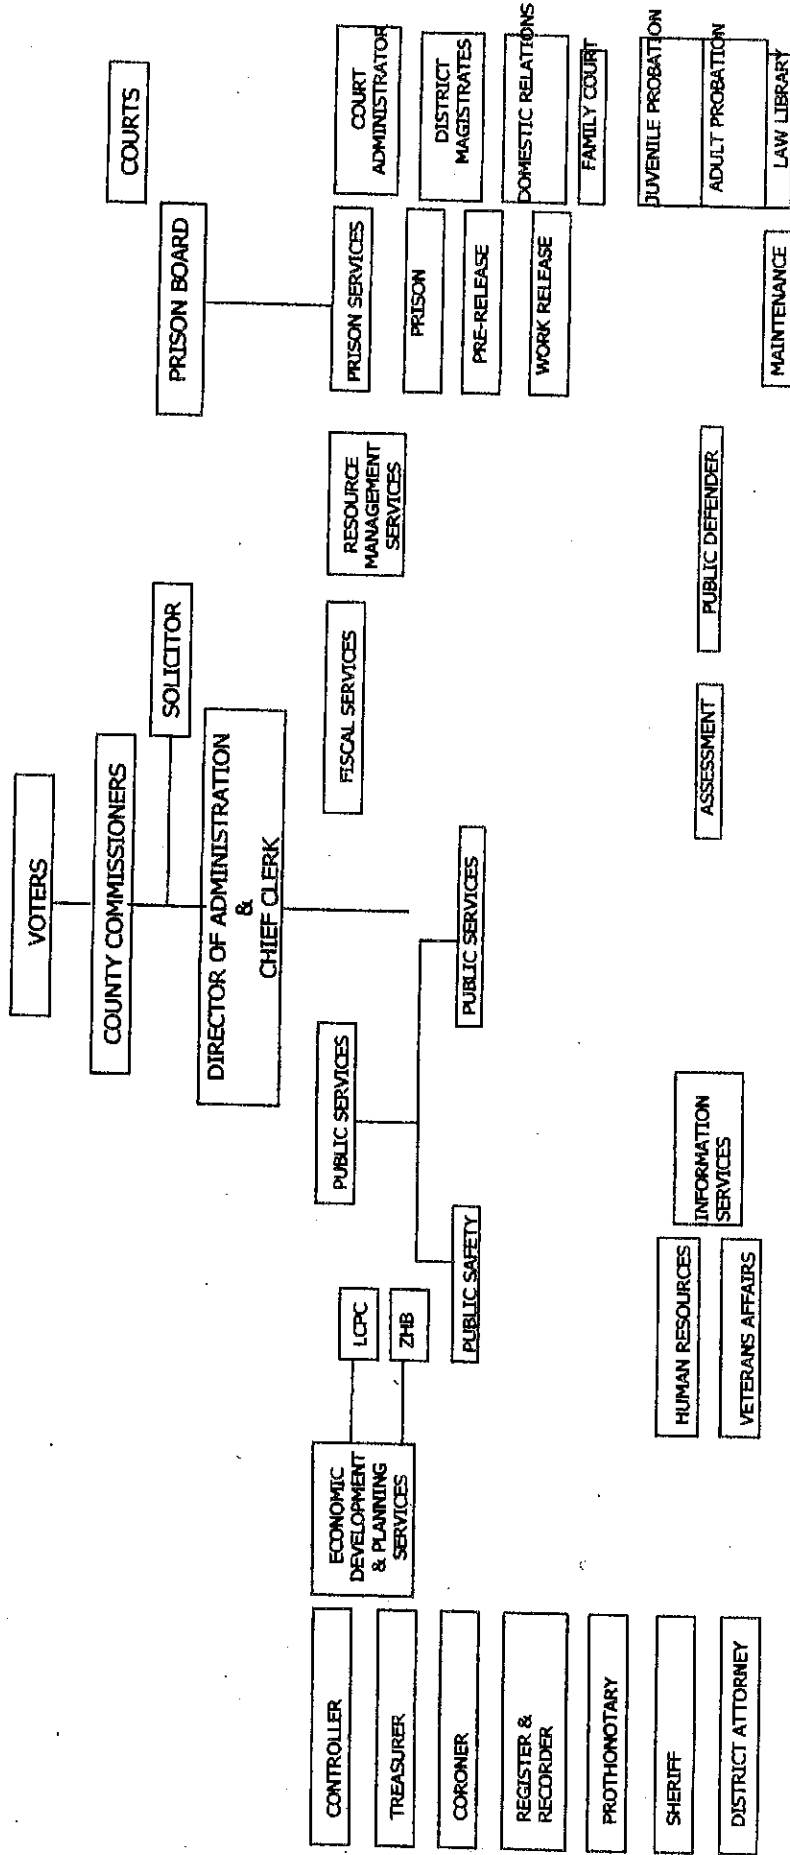 VOTERS
COUNTY COMMISSIONERS
COURTS
SOLICITOR
PRISON BOARD
DIRECTOR OF ADMINISTRATION
&
CHIEF CLERK
CONTROLLER
TREASURER
CORONER
REGISTER &
RECORDER
PROTHONOTARY
SHERIFF
DISTRICT ATTORNEY
ECONOMIC
DEVELOPMENT
& PLANNING
SERVICES
LCPC
ZHB
PUBLIC SERVICES
PUBLIC SAFETY
PUBLIC SERVICES
FISCAL SERVICES
RESOURCE
MANAGEMENT
SERVICES
PRISON SERVICES
PRISON
PRE-RELEASE
WORK RELEASE
COURT
ADMINISTRATOR
DISTRICT
MAGISTRATES
DOMESTIC RELATIONS
FAMILY COURT
JUVENILE PROBATION
ADULT PROBATION
LAW LIBRARY
HUMAN RESOURCES
VETERANS AFFAIRS
INFORMATION
SERVICES
ASSESSMENT
PUBLIC DEFENDER
MAINTENANCE